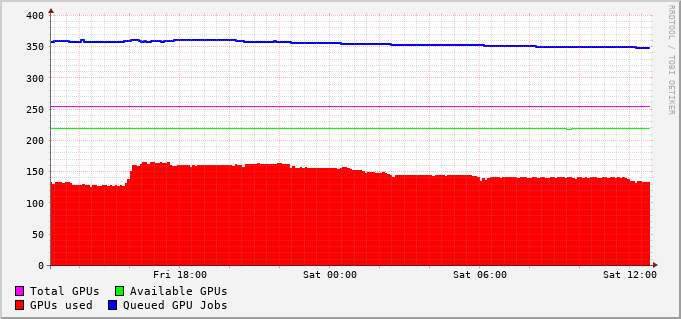 400
350
300
250
200
150
100
50
0
Fri 18:00 Sat 00:00 Sat 06:00 Sat 12:00
Total GPUs Available GPUs
GPUs used Queued GPU Jobs
RRDTOOL / TOBI OETIKER